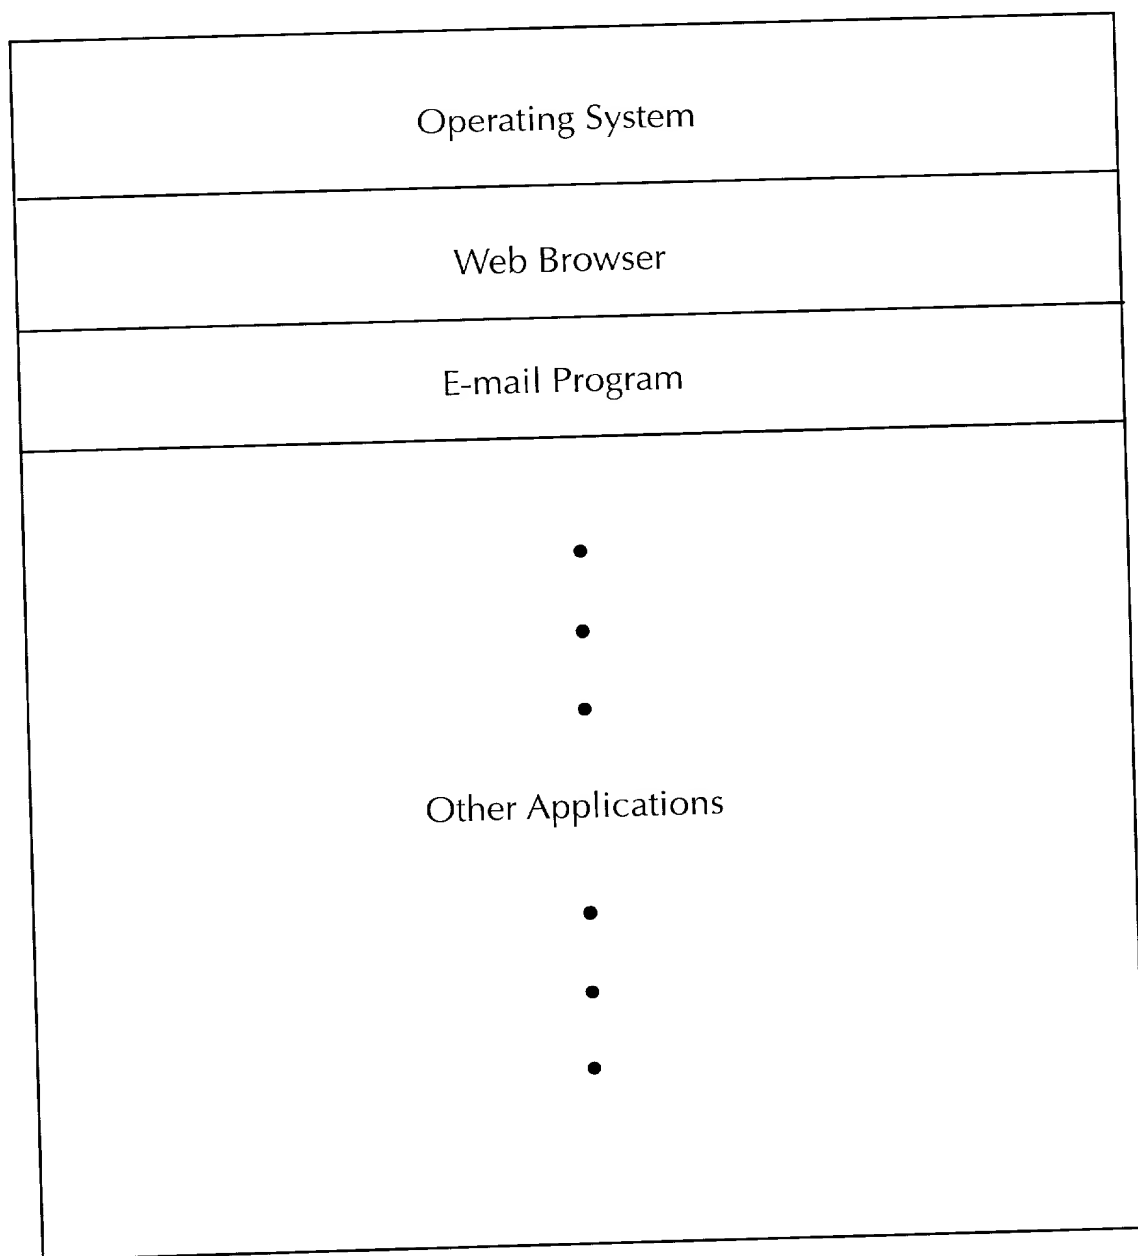 Operating System
Web Browser
E-mail Program
Other Applications